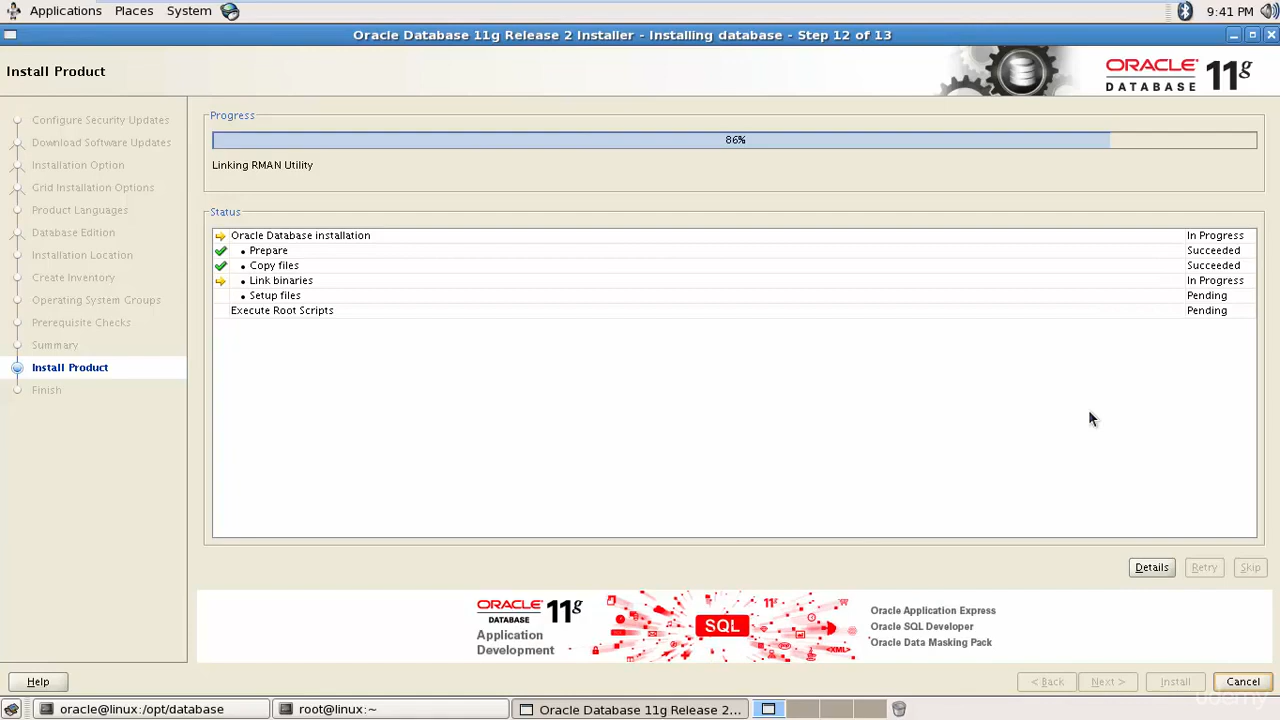 Applications Places System 9:41 PM
Oracle Database 11g Release 2 Installer - Installing database - Step 12 of 13
Install Product
ORACLE
DATABASE 11g
Configure Security Updates
Download Software Updates
Installation Option
Grid Installation Options
Product Languages
Database Edition
Installation Location
Create Inventory
Operating System Groups
Prerequisite Checks
Summary
Install Product
Finish
Progress
86%
Linking RMAN Utility
Status
Oracle Database installation In Progress
• Prepare Succeeded
• Copy files Succeeded
• Link binaries In Progress
• Setup files Pending
Execute Root Scripts Pending
Details Retry Skip
ORACLE
DATABASE 11g
Application
Development
11g
SQL
<XML>
Oracle Application Express
Oracle SQL Developer
Oracle Data Masking Pack
Help < Back Next > Install Cancel
udemy
oracle@linux:/opt/database root@linux:~ Oracle Database 11g Release 2...